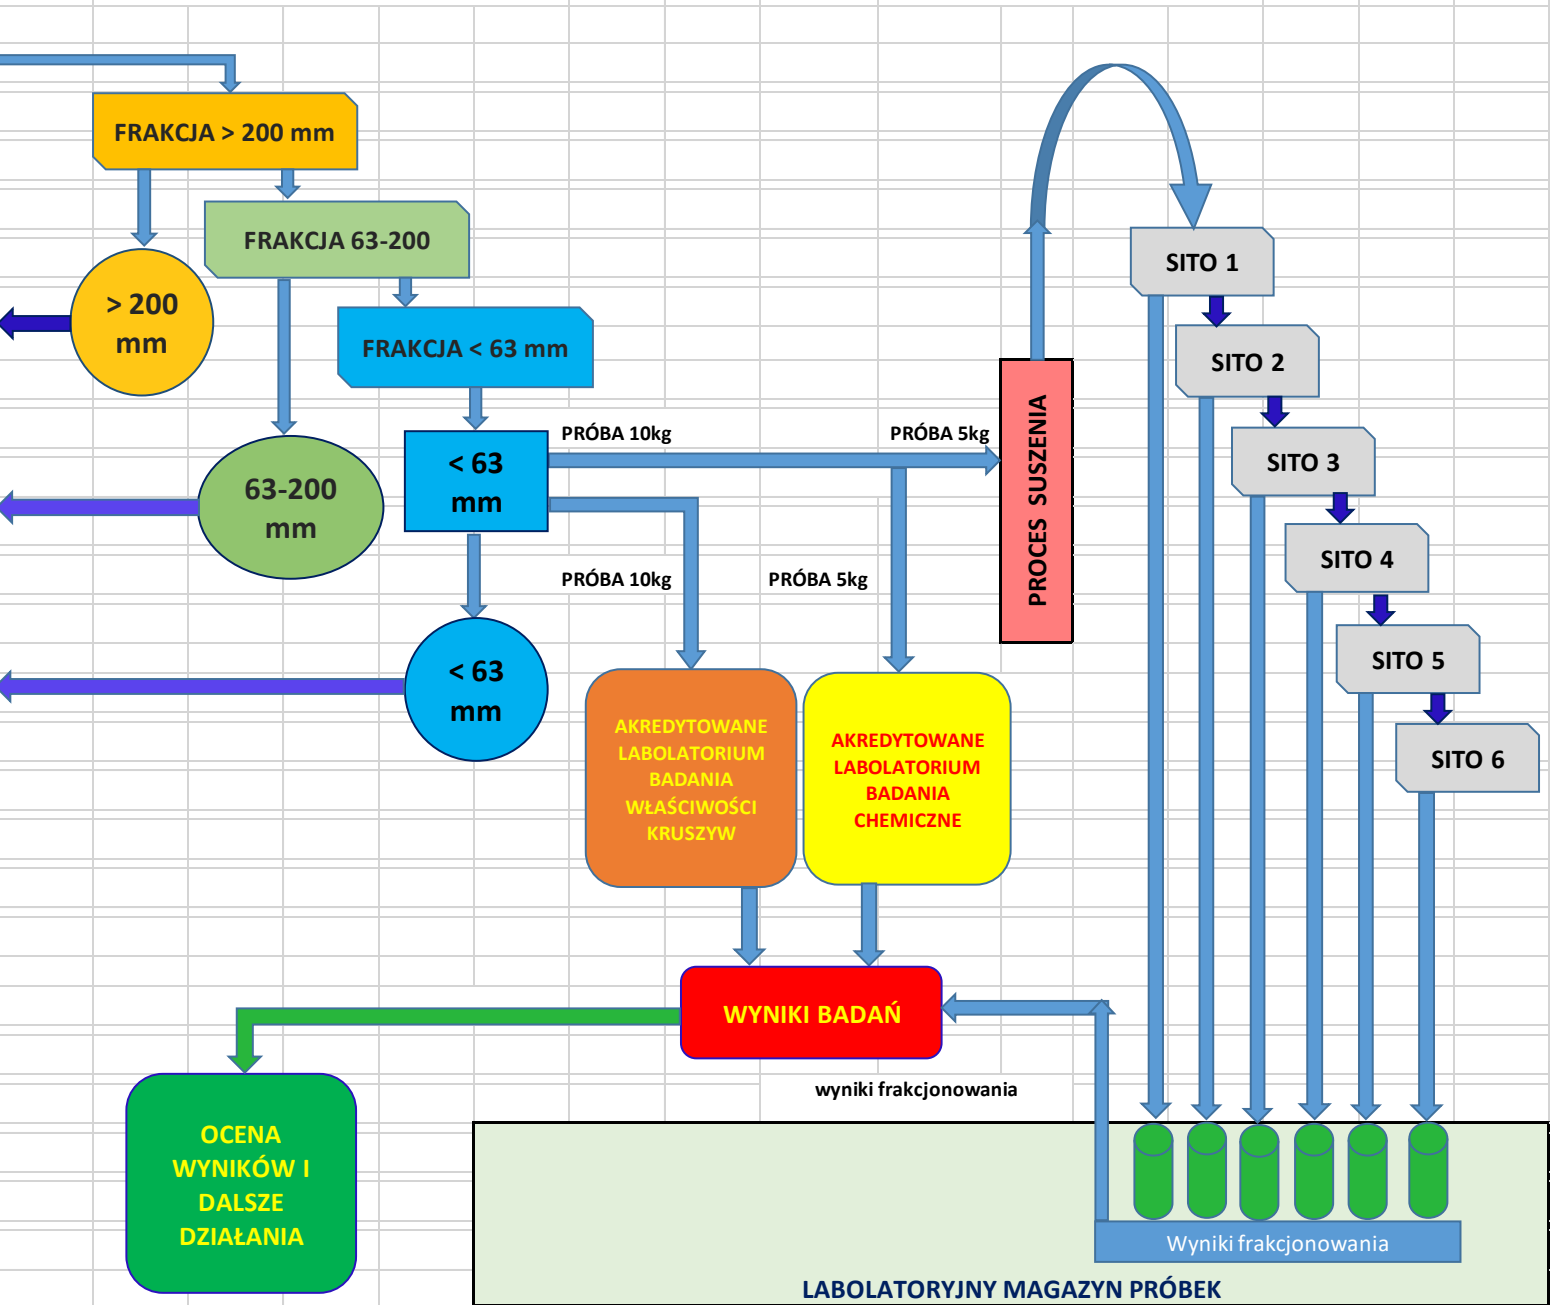 FRAKCJA > 200 mm
FRAKCJA 63-200
> 200
mm
FRAKCJA < 63 mm
63-200
mm
< 63
mm
PRÓBA 10kg
PRÓBA 5kg
PRÓBA 10kg
PRÓBA 5kg
< 63
mm
PROCES SUSZENIA
SITO 1
SITO 2
SITO 3
SITO 4
SITO 5
SITO 6
AKREDYTOWANE
LABOLATORIUM
BADANIA
WŁAŚCIWOŚCI
KRUSZYW
AKREDYTOWANE
LABOLATORIUM
BADANIA
CHEMICZNE
WYNIKI BADAŃ
wyniki frakcjonowania
OCENA
WYNIKÓW I
DALSZE
DZIAŁANIA
Wyniki frakcjonowania
LABOLATORYJNY MAGAZYN PRÓBEK